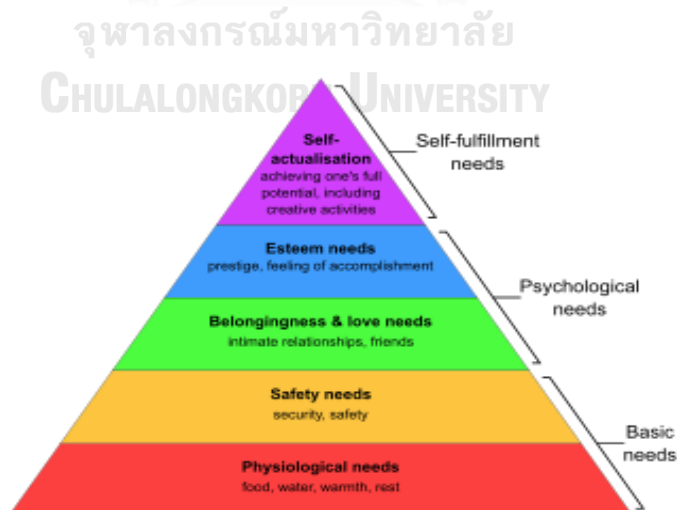 จุฬาลงกรณ์มหาวิทยาลัย
CHULALONGKOR UNIVERSITY
Self-
actualisation
achieving one's full
potential, including
creative activities
Self-fulfillment
needs
Esteem needs
prestige, feeling of accomplishment
Psychological
needs
Belongingness & love needs
intimate relationships, friends
Safety needs
security, safety
Basic
needs
Physiological needs
food, water, warmth, rest